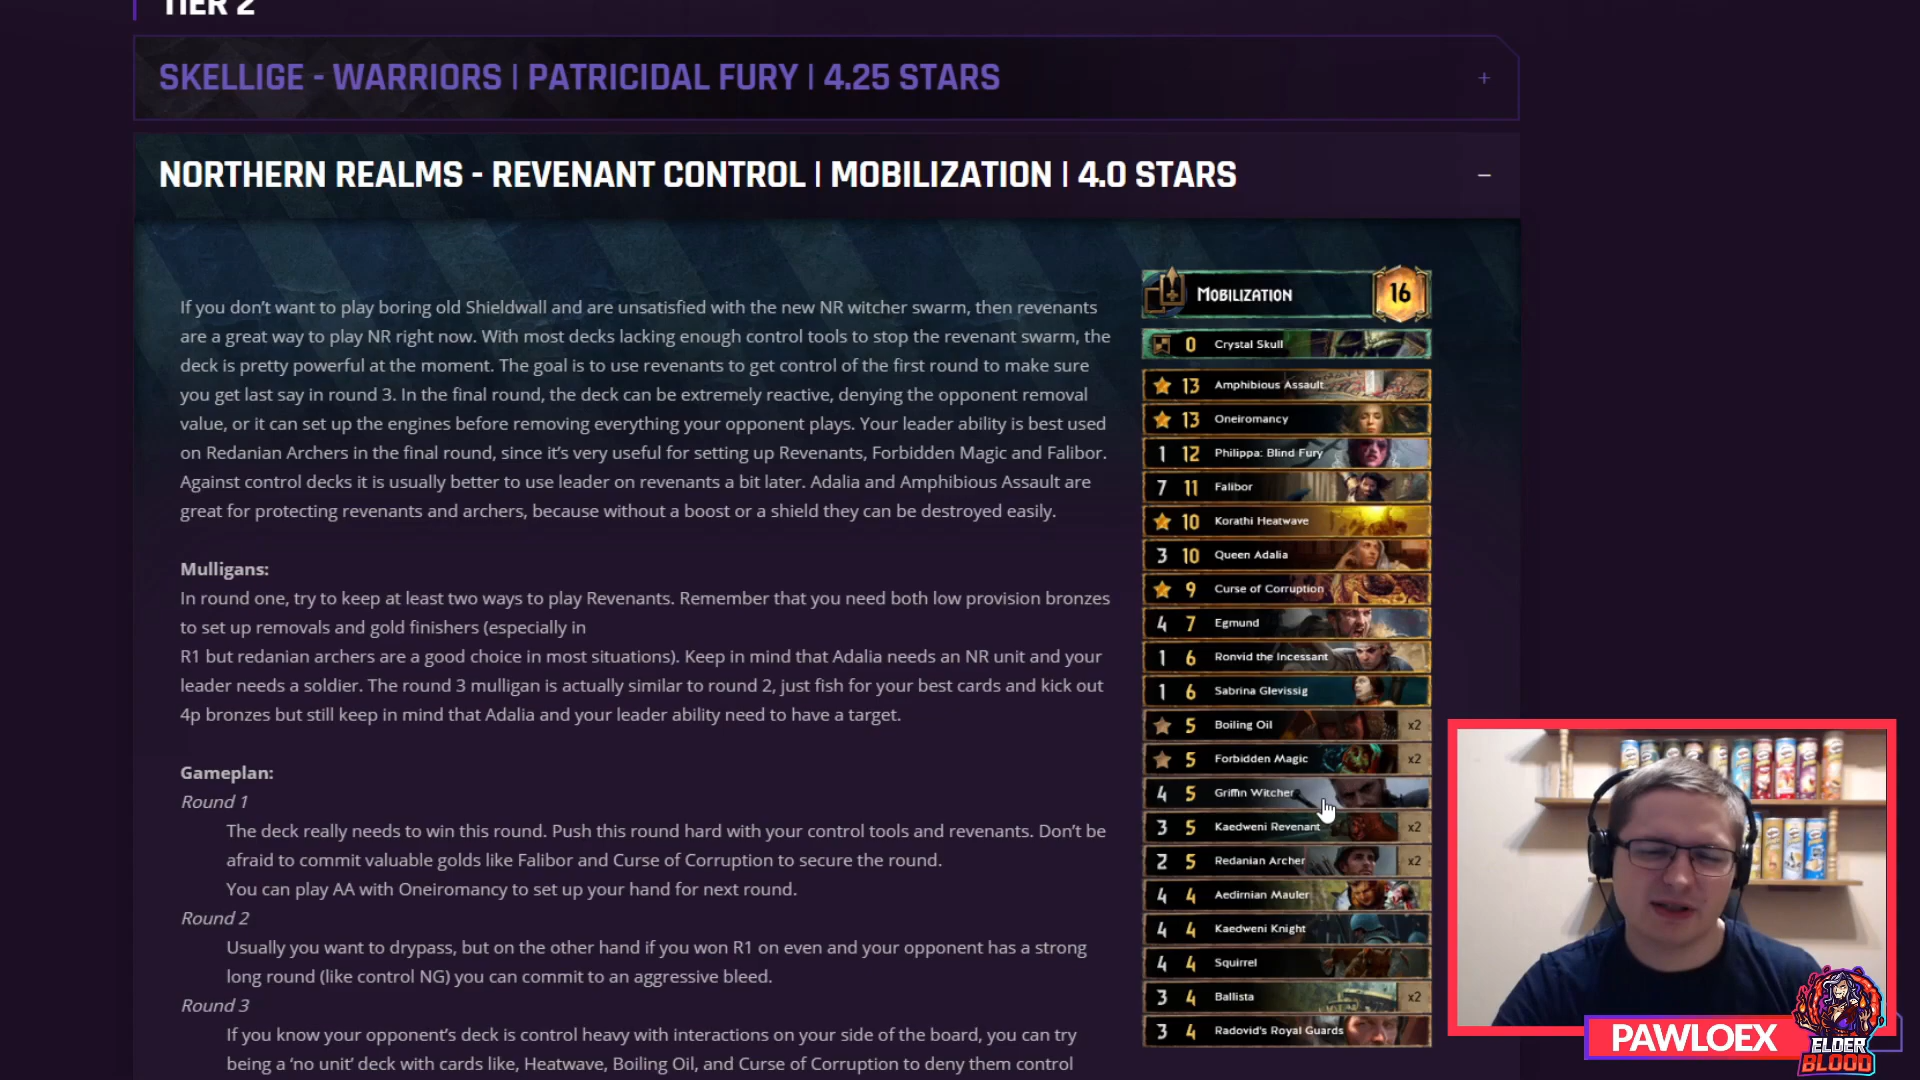 TIER 2
SKELLIGE - WARRIORS | PATRICIDAL FURY | 4.25 STARS
+
NORTHERN REALMS - REVENANT CONTROL | MOBILIZATION | 4.0 STARS
–
If you don't want to play boring old Shieldwall and are unsatisfied with the new NR witcher swarm, then revenants
are a great way to play NR right now. With most decks lacking enough control tools to stop the revenant swarm, the
deck is pretty powerful at the moment. The goal is to use revenants to get control of the first round to make sure
you get last say in round 3. In the final round, the deck can be extremely reactive, denying the opponent removal
value, or it can set up the engines before removing everything your opponent plays. Your leader ability is best used
on Redanian Archers in the final round, since it's very useful for setting up Revenants, Forbidden Magic and Falibor.
Against control decks it is usually better to use leader on revenants a bit later. Adalia and Amphibious Assault are
great for protecting revenants and archers, because without a boost or a shield they can be destroyed easily.
Mulligans:
In round one, try to keep at least two ways to play Revenants. Remember that you need both low provision bronzes
to set up removals and gold finishers (especially in
R1 but redanian archers are a good choice in most situations). Keep in mind that Adalia needs an NR unit and your
leader needs a soldier. The round 3 mulligan is actually similar to round 2, just fish for your best cards and kick out
4p bronzes but still keep in mind that Adalia and your leader ability need to have a target.
Gameplan:
Round 1
The deck really needs to win this round. Push this round hard with your control tools and revenants. Don't be
afraid to commit valuable golds like Falibor and Curse of Corruption to secure the round.
You can play AA with Oneiromancy to set up your hand for next round.
Round 2
Usually you want to drypass, but on the other hand if you won R1 on even and your opponent has a strong
long round (like control NG) you can commit to an aggressive bleed.
Round 3
If you know your opponent's deck is control heavy with interactions on your side of the board, you can try
being a 'no unit' deck with cards like, Heatwave, Boiling Oil, and Curse of Corruption to deny them control
MOBILIZATION 16
0 Crystal Skull
13 Amphibious Assault
13 Oneiromancy
1 12 Philippa: Blind Fury
7 11 Falibor
10 Korathi Heatwave
3 10 Queen Adalia
9 Curse of Corruption
4 7 Egmund
1 6 Ronvid the Incessant
1 6 Sabrina Glevissig
5 Boiling Oil x2
5 Forbidden Magic x2
4 5 Griffin Witcher
3 5 Kaedweni Revenant x2
2 5 Redanian Archer x2
4 4 Aedirnian Mauler
4 4 Kaedweni Knight
4 4 Squirrel
3 4 Ballista x2
3 4 Radovid's Royal Guards
PAWLOEX
ELDER
BLOOD